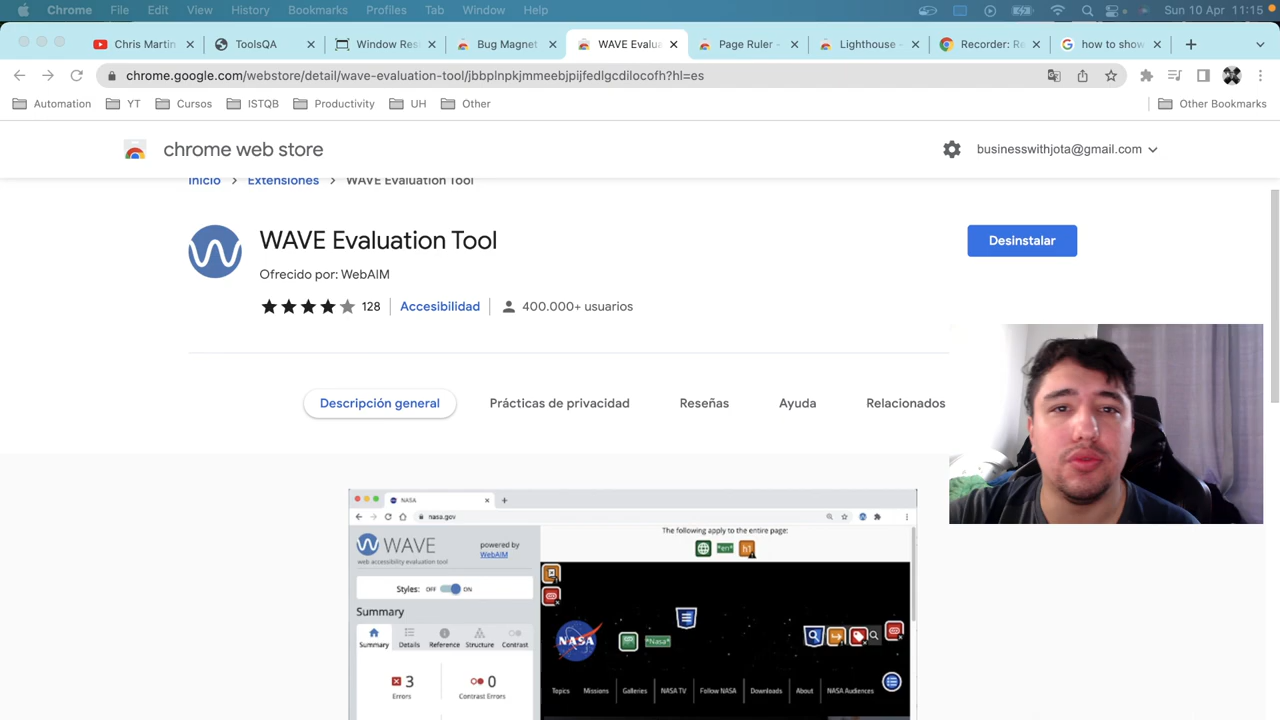 Chrome File Edit View History Bookmarks Profiles Tab Window Help Sun 10 Apr 11:15
Chris Martin ToolsQA Window Res Bug Magnet WAVE Evalua Page Ruler - Lighthouse - Recorder: Re how to show
chrome.google.com/webstore/detail/wave-evaluation-tool/jbbplnpkjmmeebjpijfedlgcdilocofh?hl=es
Automation YT Cursos ISTQB Productivity UH Other Other Bookmarks
chrome web store businesswithjota@gmail.com
Inicio Extensiones WAVE Evaluation Tool
WAVE Evaluation Tool
Desinstalar
Ofrecido por: WebAIM
128 Accesibilidad 400.000+ usuarios
Descripción general Prácticas de privacidad Reseñas Ayuda Relacionados
NASA
nasa.gov
The following apply to the entire page:
WAVE powered by
WebAIM
web accessibility evaluation tool
*en* h1
Styles: OFF ON
Summary
Summary Details Reference Structure Contrast
NASA *Nasa*
3 0
Errors Contrast Errors
Topics Missions Galleries NASA TV Follow NASA Downloads About NASA Audiences